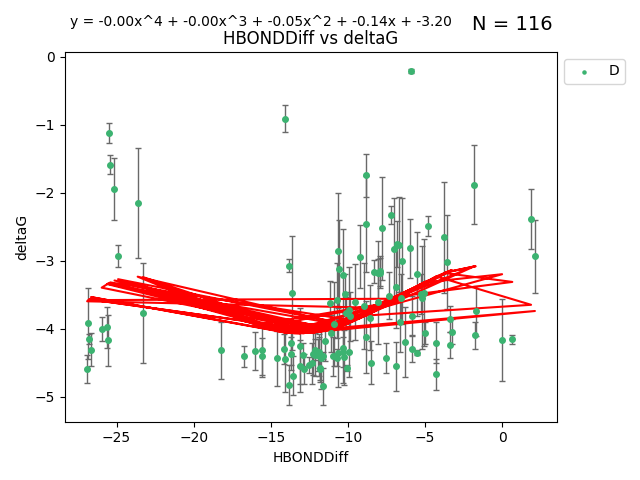 y = -0.00x^4 + -0.00x^3 + -0.05x^2 + -0.14x + -3.20
N = 116
HBONDDiff vs deltaG
D
0
−1
−2
−3
−4
−5
deltaG
−25 −20 −15 −10 −5 0
HBONDDiff